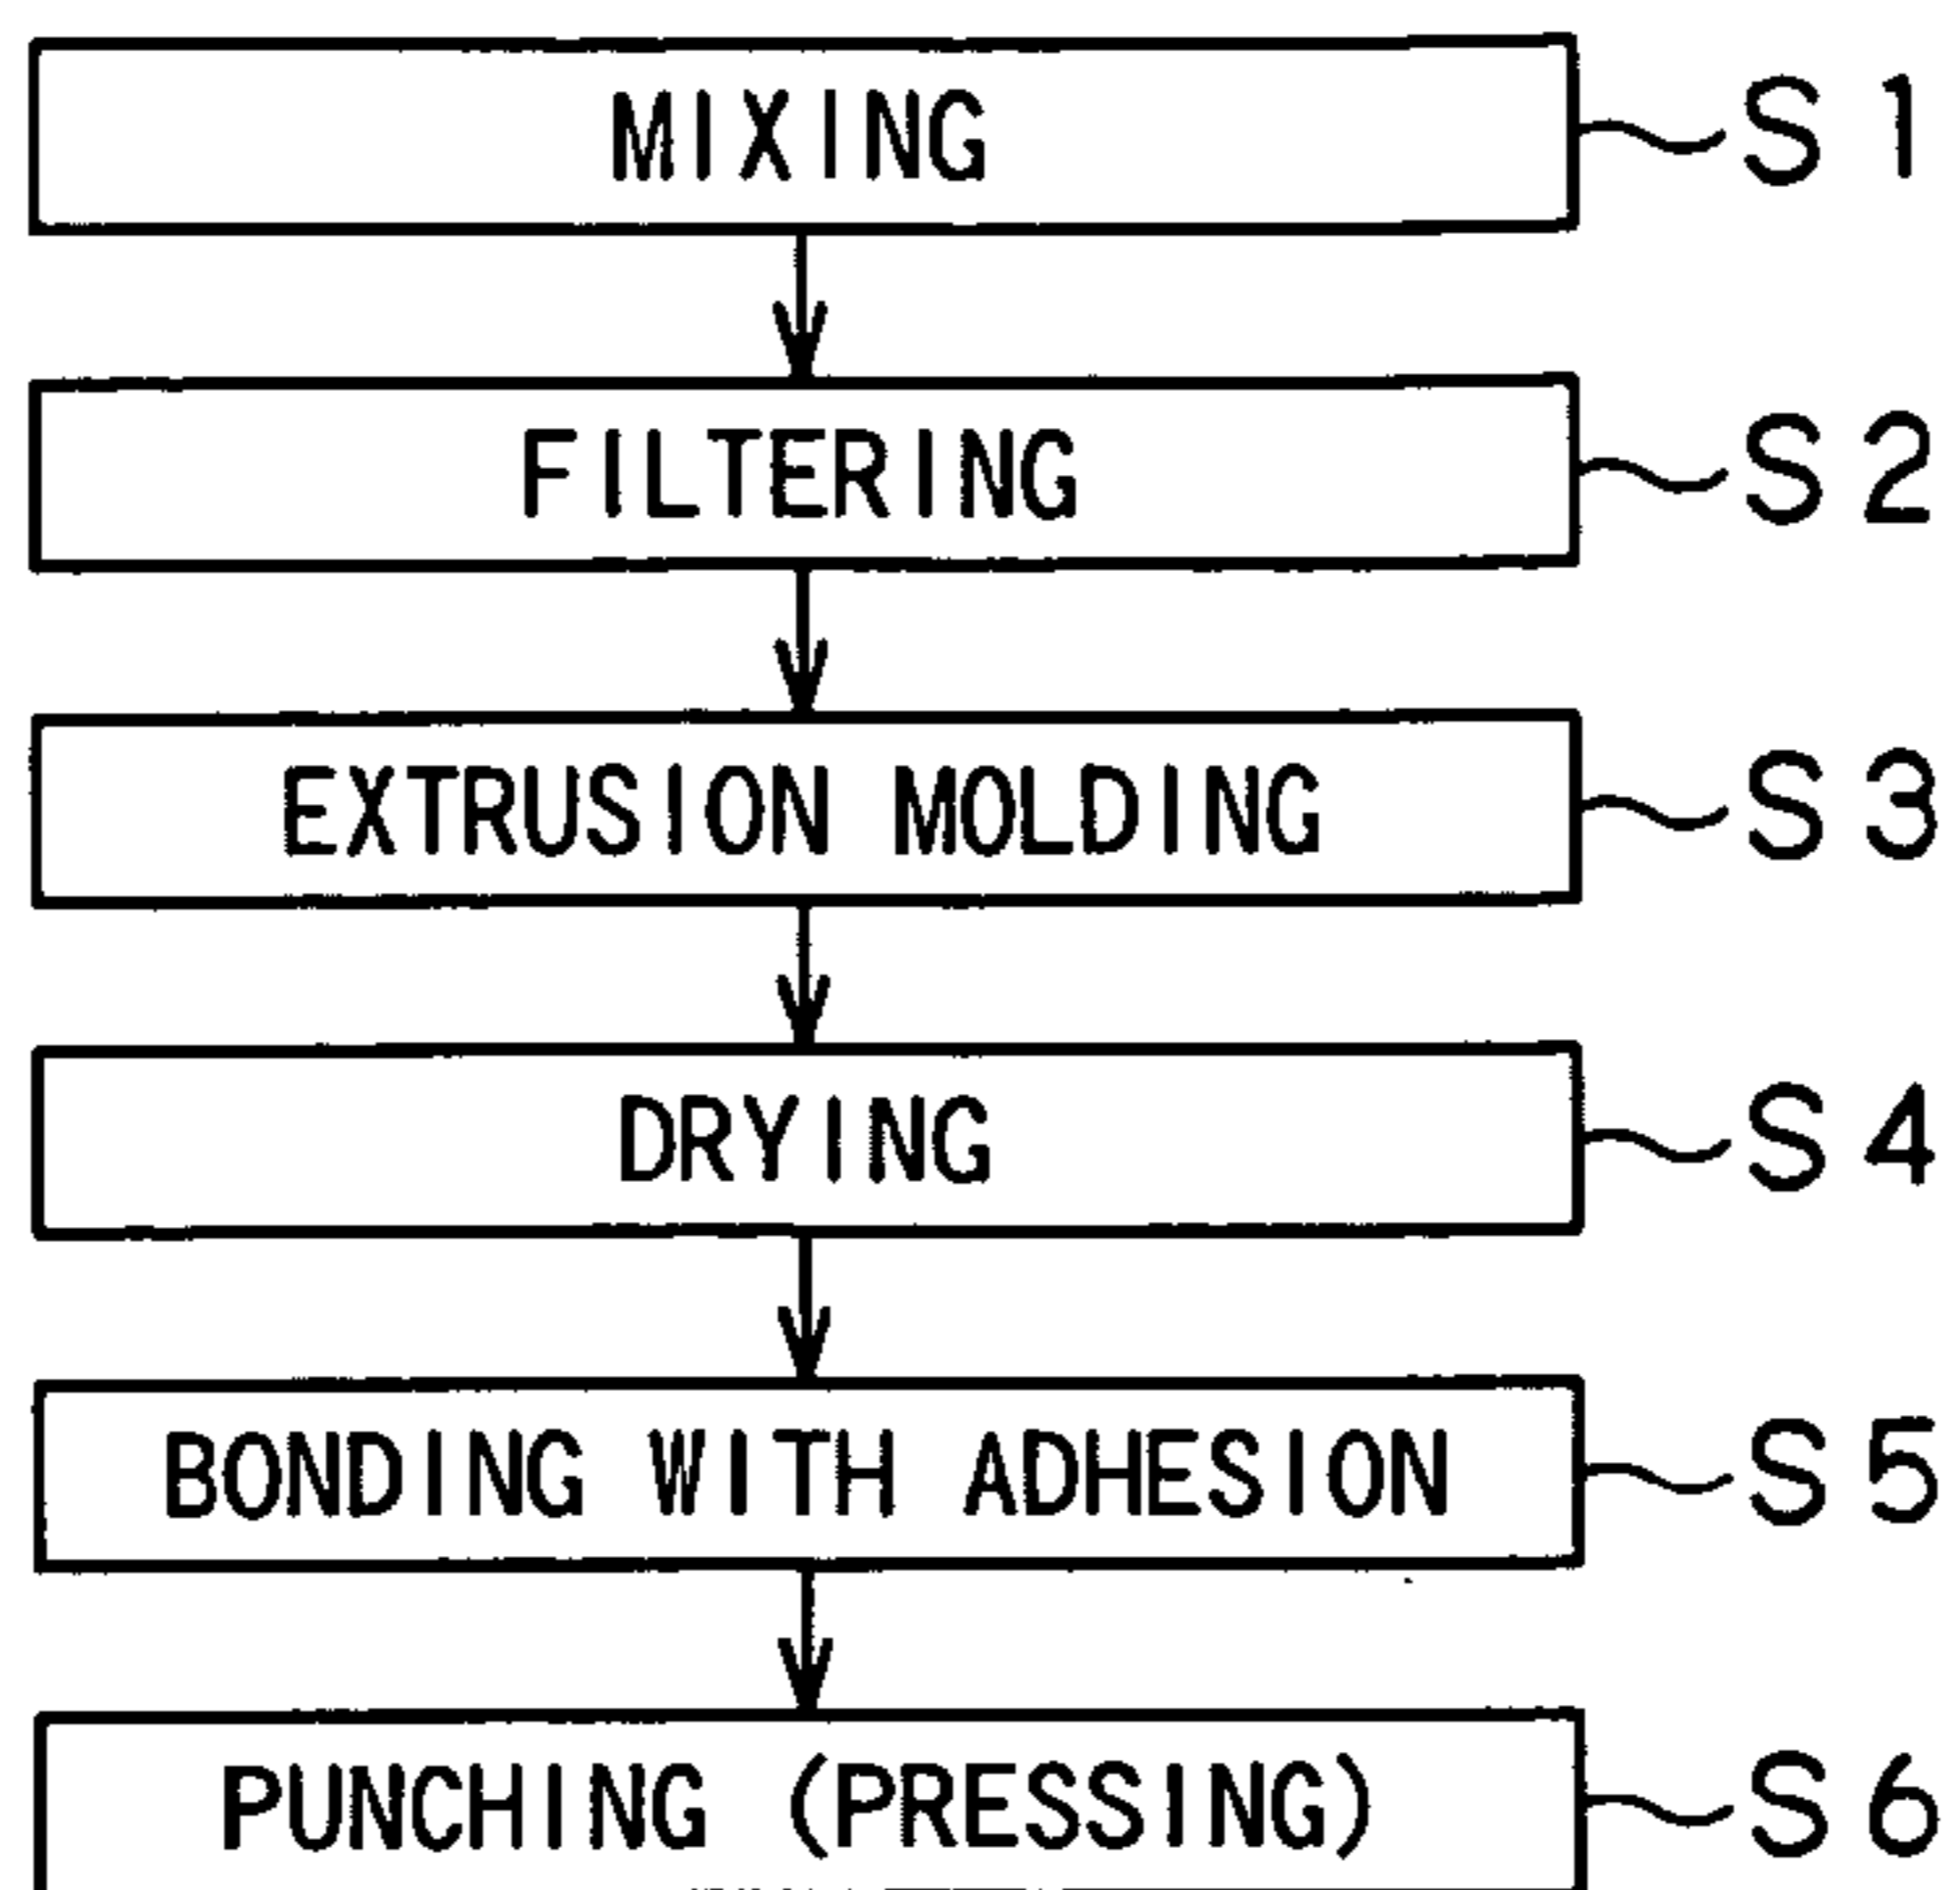 MIXING S1
FILTERING S2
EXTRUSION MOLDING S3
DRYING S4
BONDING WITH ADHESION S5
PUNCHING (PRESSING) S6